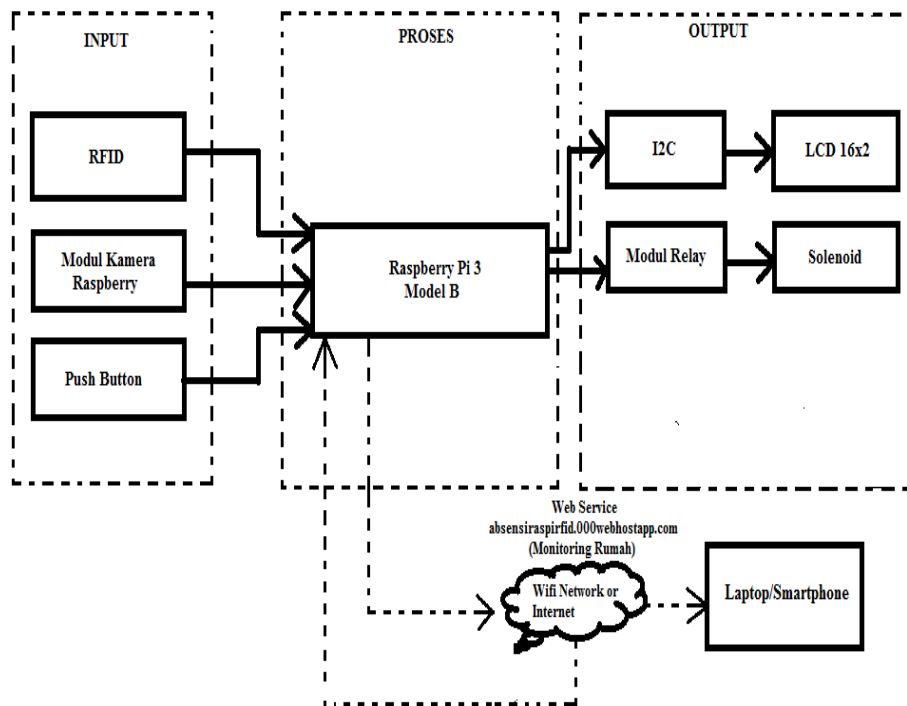 INPUT
PROSES
OUTPUT
RFID
Modul Kamera
Raspberry
Push Button
Raspberry Pi 3
Model B
I2C
LCD 16x2
Modul Relay
Solenoid
Web Service
absensiraspirfid.000webhostapp.com
(Monitoring Rumah)
Wifi Network or
Internet
Laptop/Smartphone